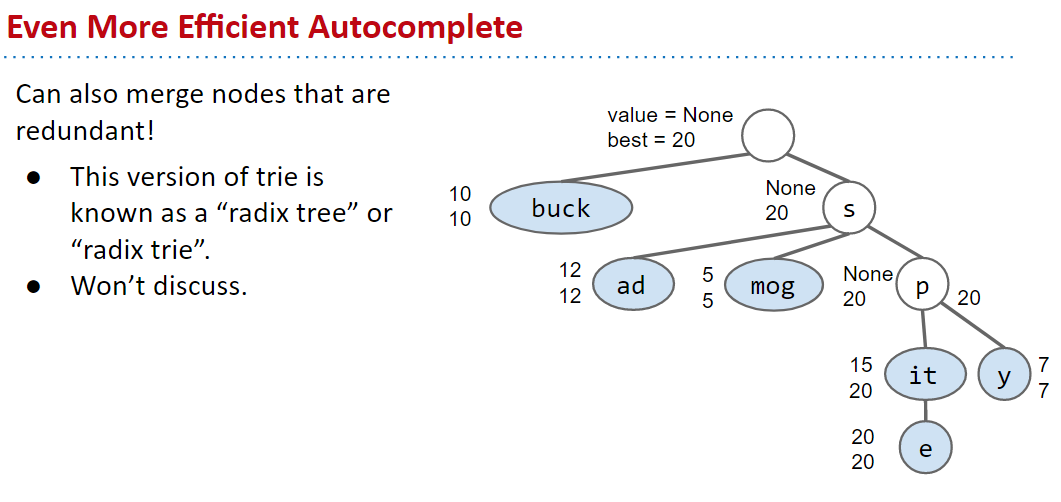 Even More Efficient Autocomplete
Can also merge nodes that are
redundant!
● This version of trie is
known as a “radix tree” or
“radix trie”.
● Won’t discuss.
value = None
best = 20
10
10
buck
None
20
s
12
12
ad
5
5
mog
None
20
p
20
15
20
it
y
7
7
20
20
e